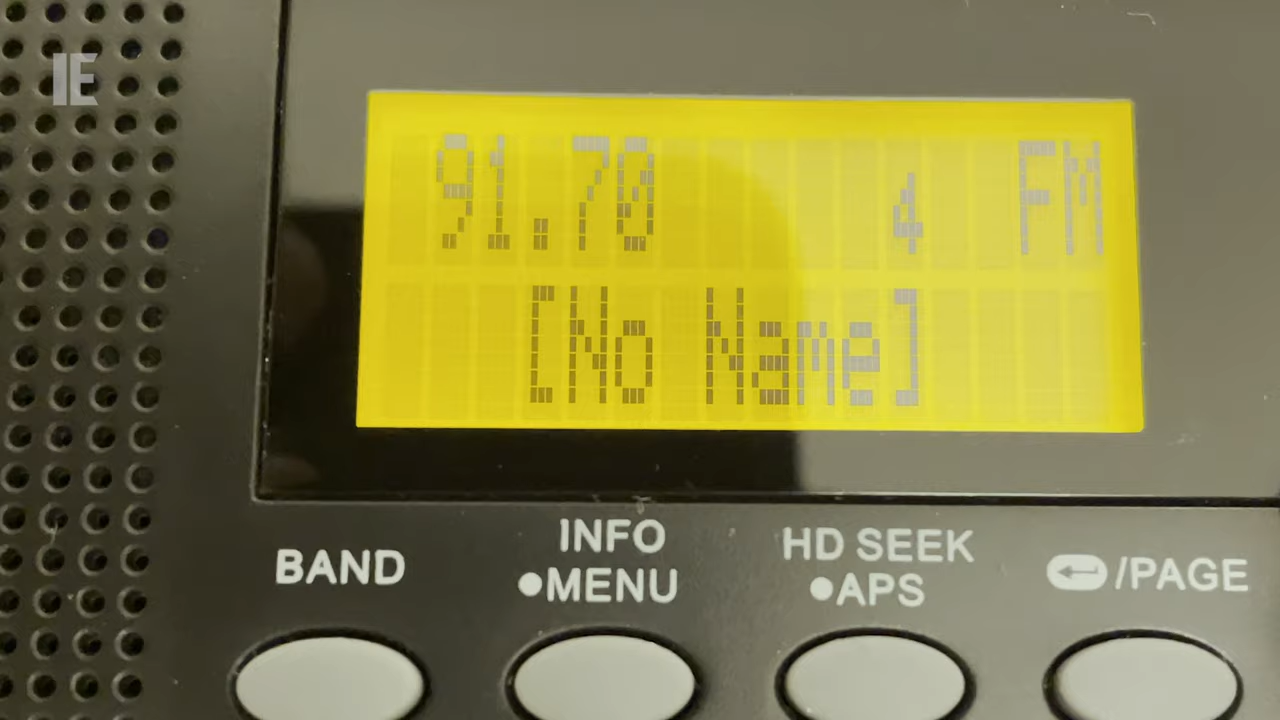 IE
91.70 4 FM
[No Name]
BAND
INFO
●MENU
HD SEEK
●APS
/PAGE